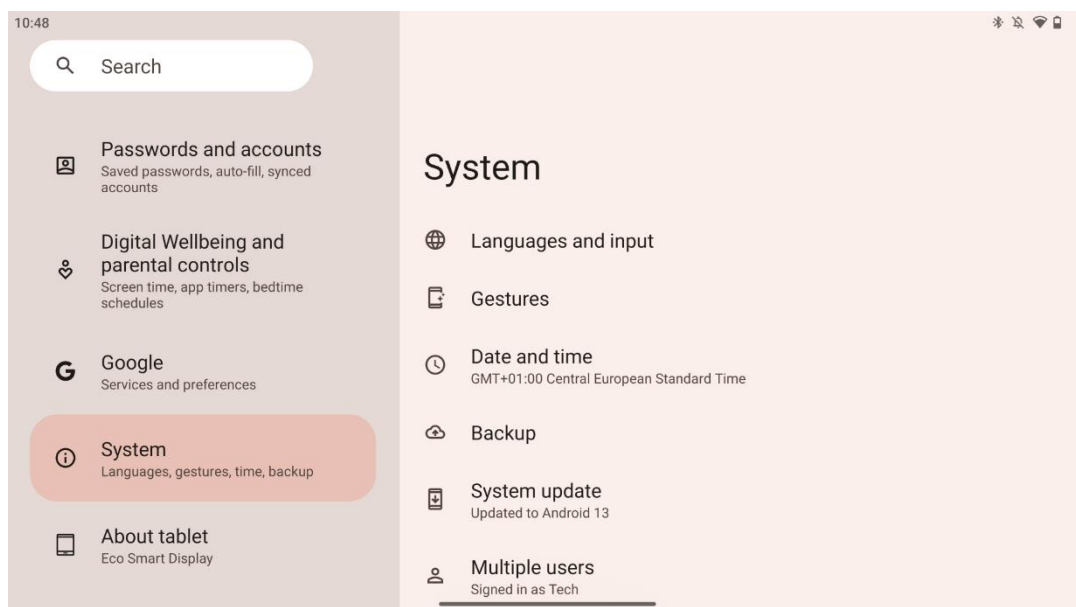 10:48
Search
Passwords and accounts
Saved passwords, auto-fill, synced
accounts
Digital Wellbeing and
parental controls
Screen time, app timers, bedtime
schedules
Google
Services and preferences
System
Languages, gestures, time, backup
About tablet
Eco Smart Display
System
Languages and input
Gestures
Date and time
GMT+01:00 Central European Standard Time
Backup
System update
Updated to Android 13
Multiple users
Signed in as Tech